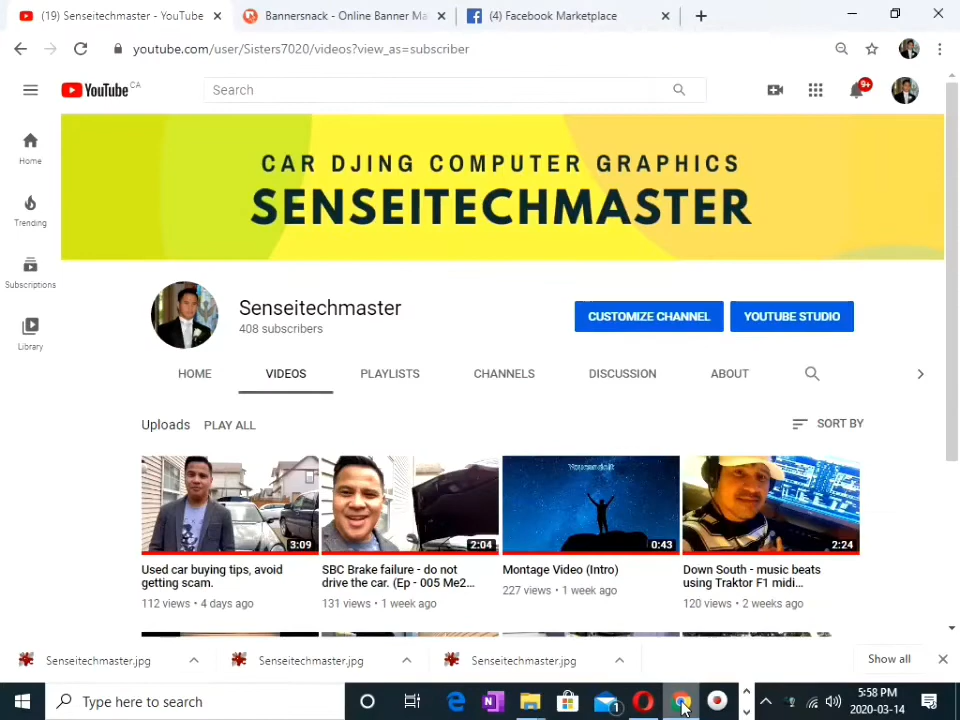 (19) Senseitechmaster - YouTube
Bannersnack - Online Banner Ma
(4) Facebook Marketplace
youtube.com/user/Sisters7020/videos?view_as=subscriber
YouTube CA
Search
9+
Home
Trending
Subscriptions
Library
CAR DJING COMPUTER GRAPHICS
SENSEITECHMASTER
Senseitechmaster
408 subscribers
CUSTOMIZE CHANNEL
YOUTUBE STUDIO
HOME
VIDEOS
PLAYLISTS
CHANNELS
DISCUSSION
ABOUT
Uploads
PLAY ALL
SORT BY
3:09
2:04
You can do it
0:43
2:24
Used car buying tips, avoid
getting scam.
112 views • 4 days ago
SBC Brake failure - do not
drive the car. (Ep - 005 Me2...
131 views • 1 week ago
Montage Video (Intro)
227 views • 1 week ago
Down South - music beats
using Traktor F1 midi...
120 views • 2 weeks ago
Senseitechmaster.jpg
Senseitechmaster.jpg
Senseitechmaster.jpg
Show all
Type here to search
1
5:58 PM
2020-03-14